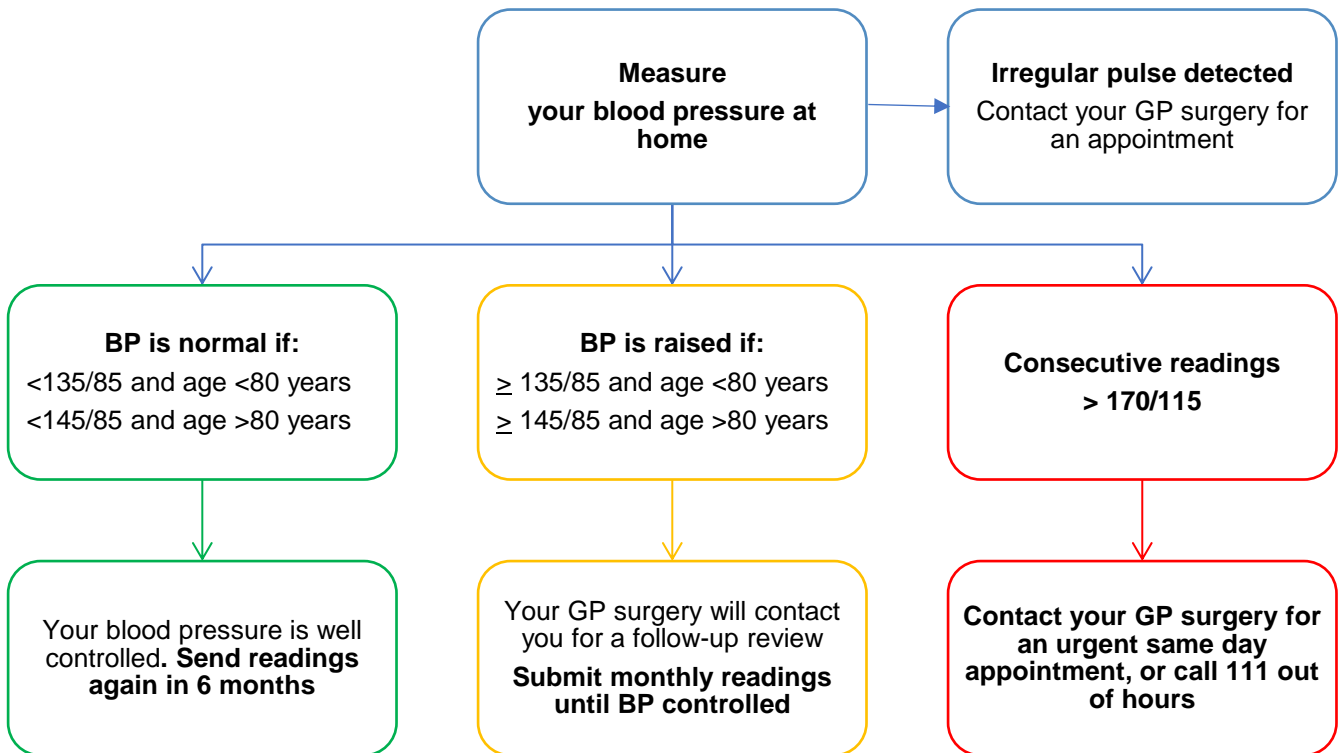 Measure
your blood pressure at
home
Irregular pulse detected
Contact your GP surgery for
an appointment
BP is normal if:
<135/85 and age <80 years
<145/85 and age >80 years
BP is raised if:
≥ 135/85 and age <80 years
≥ 145/85 and age >80 years
Consecutive readings
> 170/115
Your blood pressure is well
controlled. Send readings
again in 6 months
Your GP surgery will contact
you for a follow-up review
Submit monthly readings
until BP controlled
Contact your GP surgery for
an urgent same day
appointment, or call 111 out
of hours